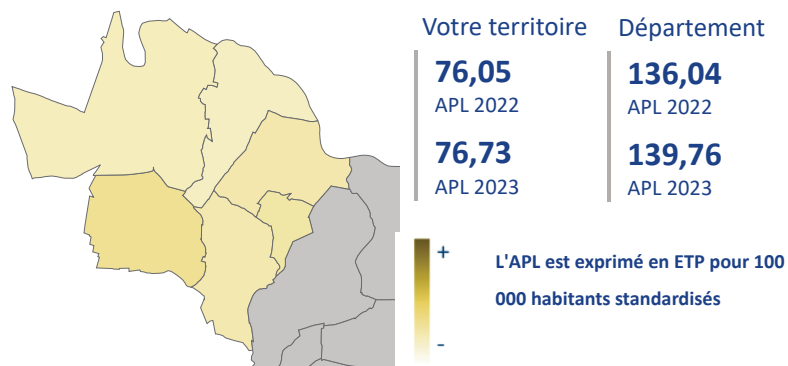 Votre territoire
76,05
APL 2022
76,73
APL 2023
Département
136,04
APL 2022
139,76
APL 2023
+
-
L'APL est exprimé en ETP pour 100
000 habitants standardisés